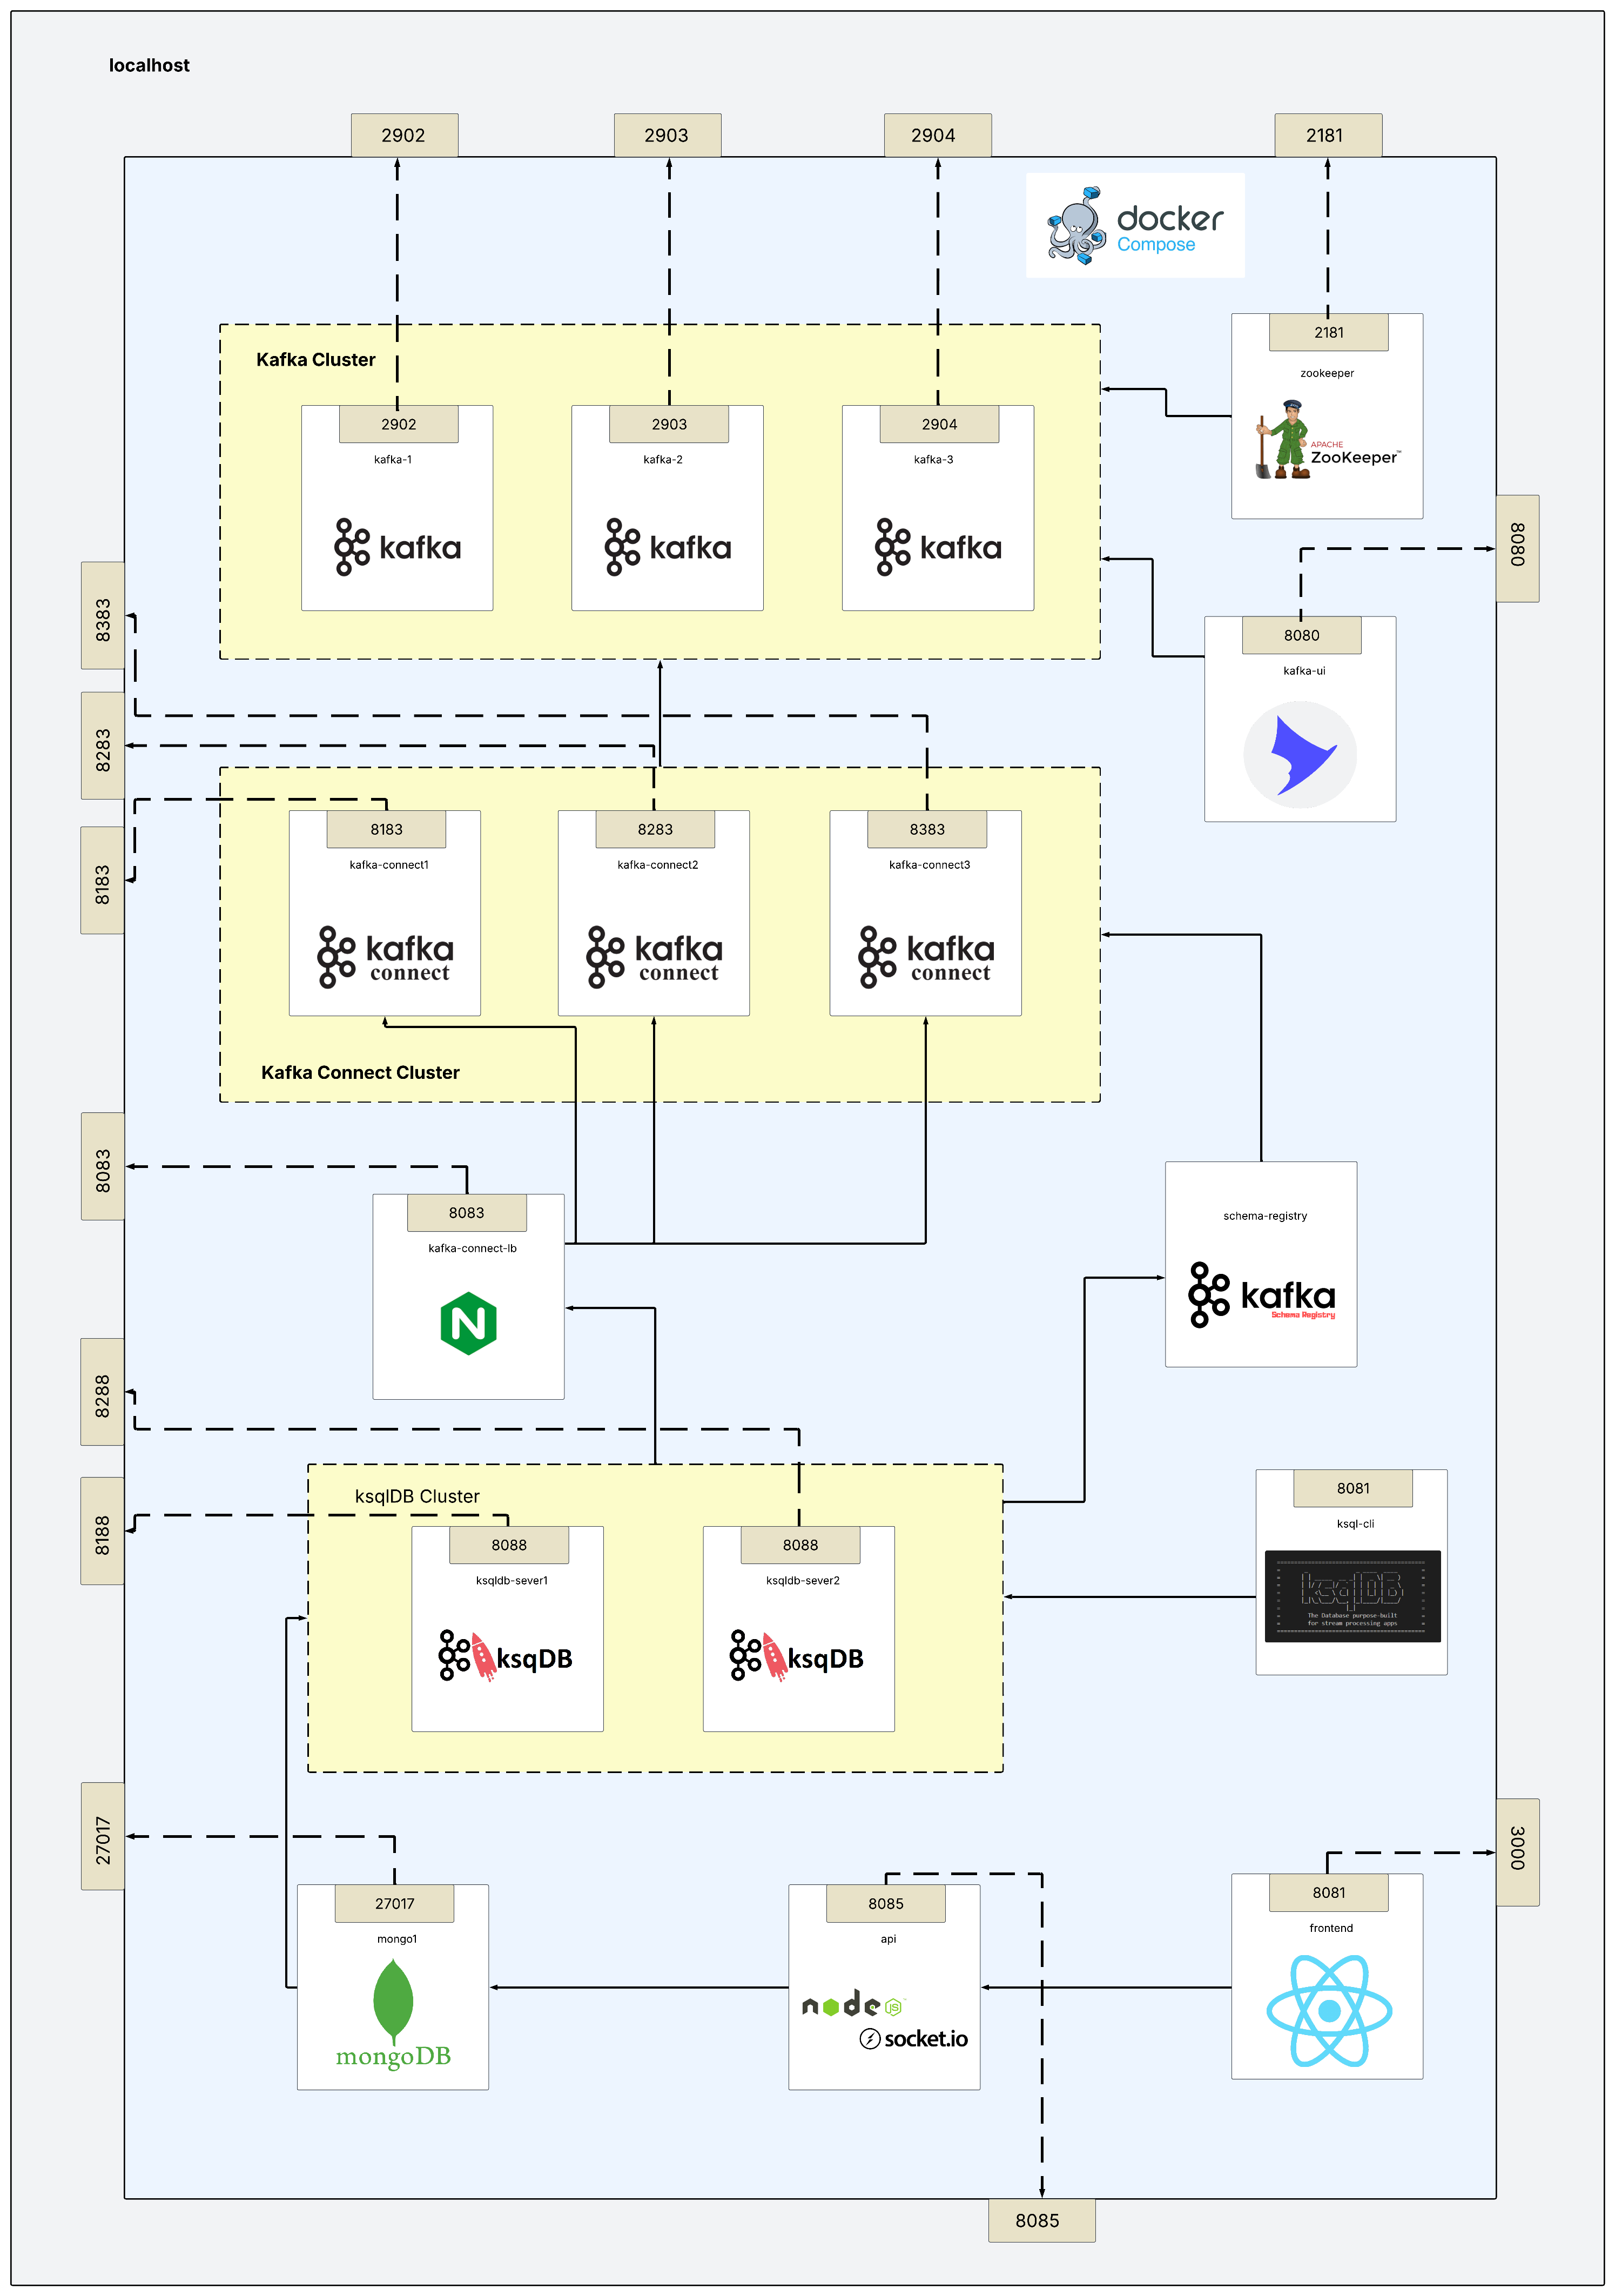 localhost
2902
2903
2904
2181
docker
Compose
Kafka Cluster
2181
zookeeper
APACHE
ZooKeeper™
2902
kafka-1
kafka
2903
kafka-2
kafka
2904
kafka-3
kafka
8080
8080
kafka-ui
8383
8283
8183
8183
kafka-connect1
kafka
connect
8283
kafka-connect2
kafka
connect
8383
kafka-connect3
kafka
connect
Kafka Connect Cluster
8083
8083
kafka-connect-lb
N
schema-registry
kafka
Schema Registry
8288
8188
ksqlDB Cluster
8088
ksqldb-sever1
ksqDB
8088
ksqldb-sever2
ksqDB
8081
ksql-cli
ksqlDB
The Database purpose-built
for stream processing apps
27017
3000
27017
mongo1
mongoDB
8085
api
node JS
socket.io
8081
frontend
8085